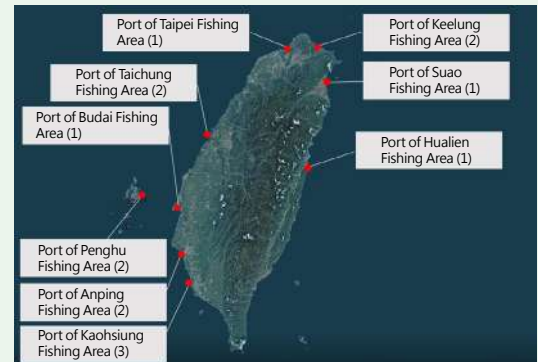 Port of Taipei Fishing
Area (1)
Port of Keelung
Fishing Area (2)
Port of Taichung
Fishing Area (2)
Port of Suao
Fishing Area (1)
Port of Budai Fishing
Area (1)
Port of Hualien
Fishing Area (1)
Port of Penghu
Fishing Area (2)
Port of Anping
Fishing Area (2)
Port of Kaohsiung
Fishing Area (3)